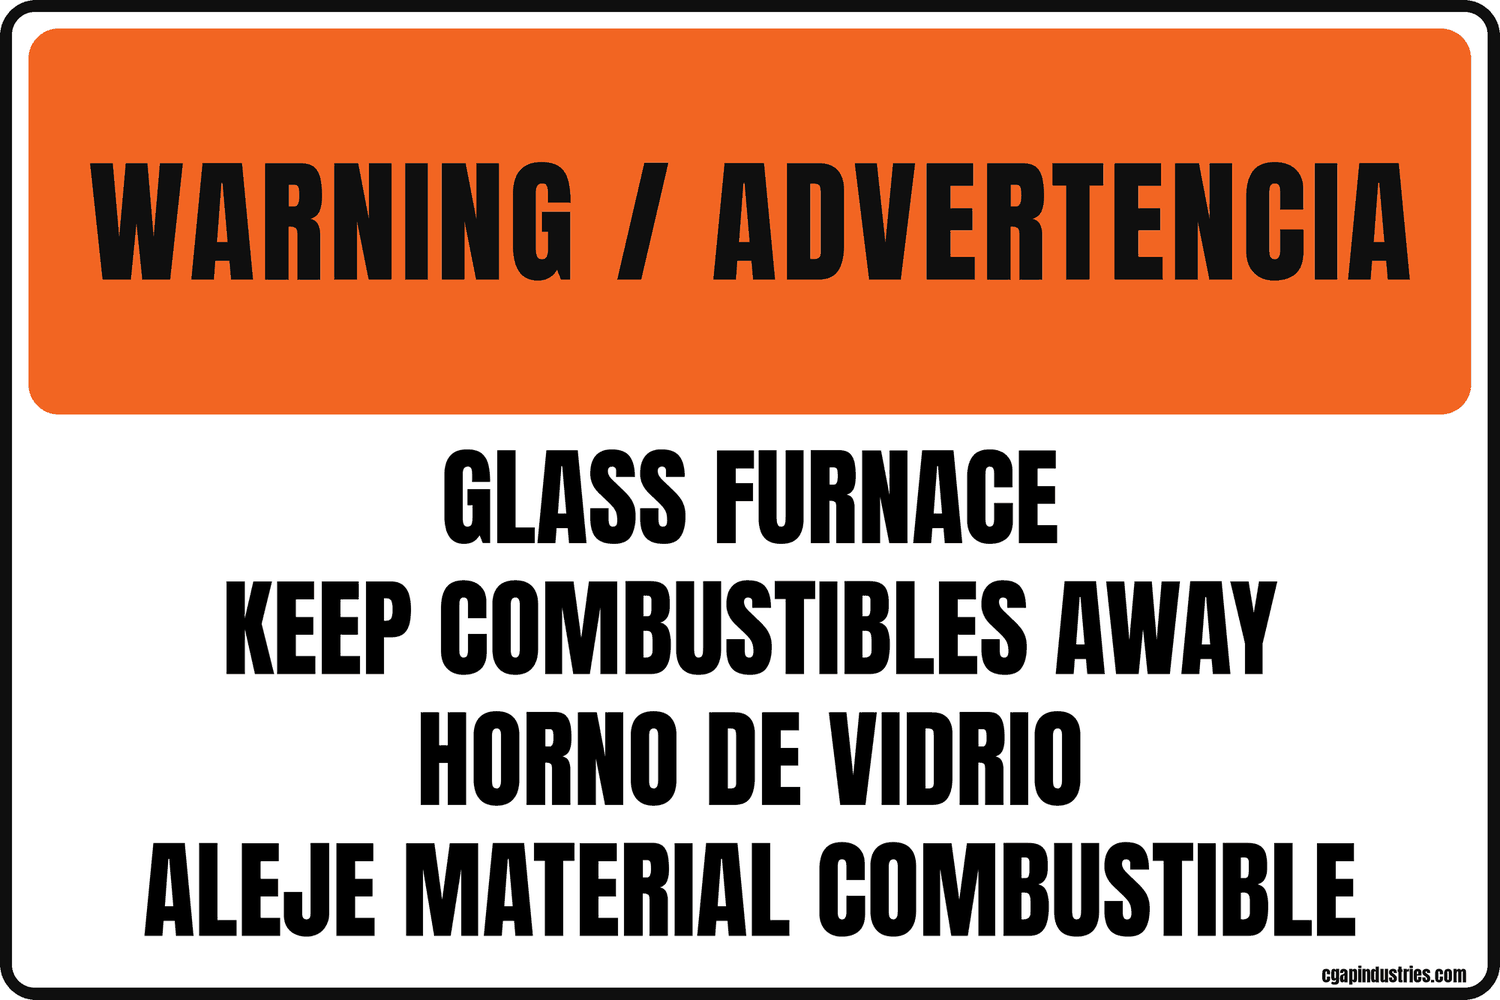 WARNING / ADVERTENCIA
GLASS FURNACE
KEEP COMBUSTIBLES AWAY
HORNO DE VIDRIO
ALEJE MATERIAL COMBUSTIBLE
cgapindustries.com